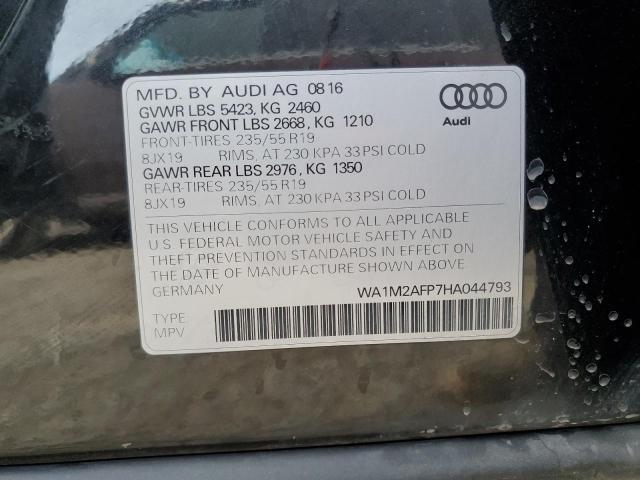 MFD. BY AUDI AG 08 16
GVWR LBS 5423, KG 2460
GAWR FRONT LBS 2668, KG 1210
FRONT-TIRES 235/55 R19
8JX19 RIMS, AT 230 KPA 33 PSI COLD
GAWR REAR LBS 2976, KG 1350
REAR-TIRES 235/55 R19
8JX19 RIMS, AT 230 KPA 33 PSI COLD
Audi
THIS VEHICLE CONFORMS TO ALL APPLICABLE
U.S. FEDERAL MOTOR VEHICLE SAFETY AND
THEFT PREVENTION STANDARDS IN EFFECT ON
THE DATE OF MANUFACTURE SHOWN ABOVE.
GERMANY
WA1M2AFP7HA044793
TYPE:
MPV